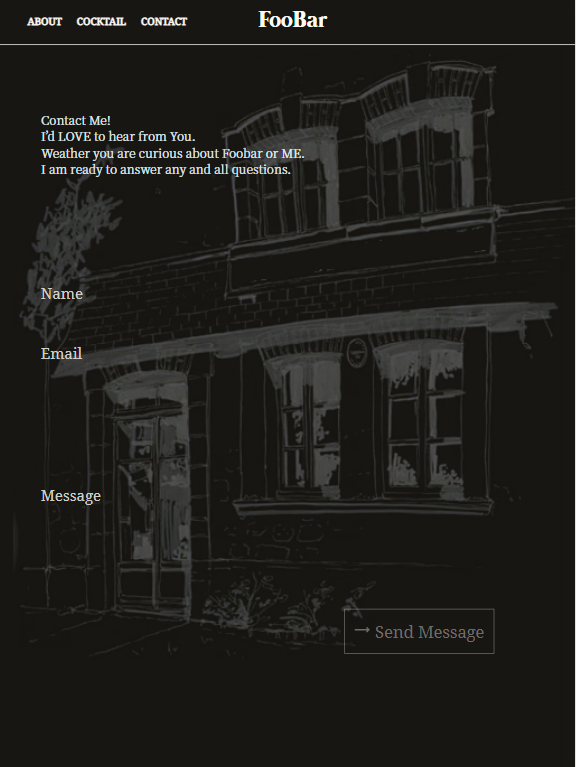 ABOUT COCKTAIL CONTACT FooBar
Contact Me!
I'd LOVE to hear from You.
Weather you are curious about Foobar or ME.
I am ready to answer any and all questions.
Name
Email
Message
→ Send Message